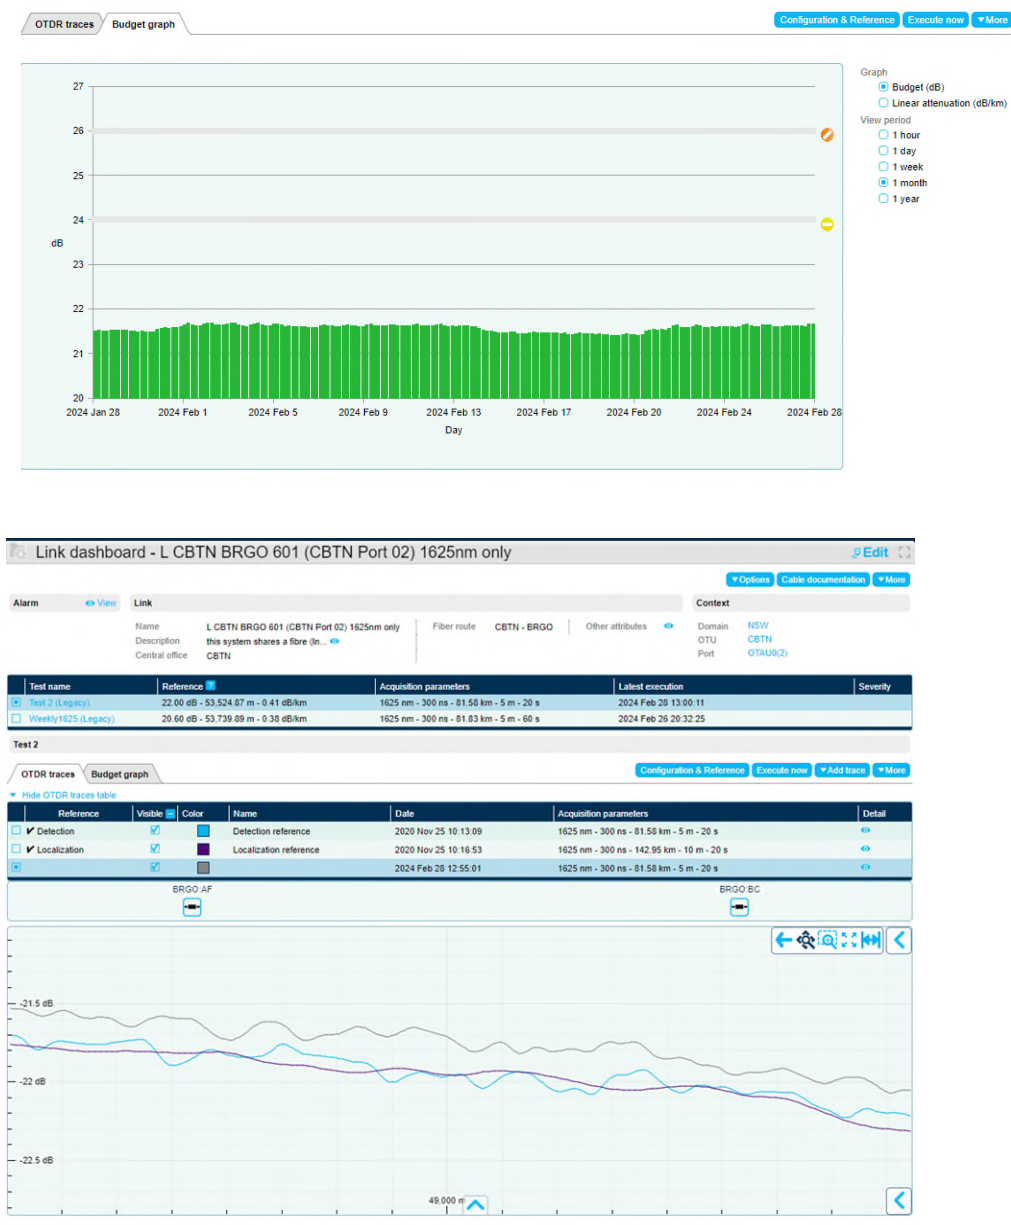 OTDR traces Budget graph Configuration & Reference Execute now ▼More
Graph
Budget (dB)
Linear attenuation (dB/km)
View period
1 hour
1 day
1 week
1 month
1 year
27
26
25
24
dB
23
22
21
20
2024 Jan 28 2024 Feb 1 2024 Feb 5 2024 Feb 9 2024 Feb 13 2024 Feb 17 2024 Feb 20 2024 Feb 24 2024 Feb 28
Day
Link dashboard - L CBTN BRGO 601 (CBTN Port 02) 1625nm only Edit
▼Options Cable documentation ▼More
Alarm View Link Context
Name L CBTN BRGO 601 (CBTN Port 02) 1625nm only Fiber route CBTN - BRGO Other attributes Domain NSW
Description this system shares a fibre (In... OTU CBTN
Central office CBTN Port OTAU0(2)
Test name Reference ? Acquisition parameters Latest execution Severity
Test 2 (Legacy) 22.00 dB - 53,524.87 m - 0.41 dB/km 1625 nm - 300 ns - 81.58 km - 5 m - 20 s 2024 Feb 28 13:00:11
Weekly1625 (Legacy) 20.60 dB - 53,739.89 m - 0.38 dB/km 1625 nm - 300 ns - 81.83 km - 5 m - 60 s 2024 Feb 26 20:32:25
Test 2
OTDR traces Budget graph Configuration & Reference Execute now ▼Add trace ▼More
▼ Hide OTDR traces table
Reference Visible Color Name Date Acquisition parameters Detail
✔ Detection Detection reference 2020 Nov 25 10:13:09 1625 nm - 300 ns - 81.58 km - 5 m - 20 s
✔ Localization Localization reference 2020 Nov 25 10:16:53 1625 nm - 300 ns - 142.95 km - 10 m - 20 s
2024 Feb 28 12:55:01 1625 nm - 300 ns - 81.58 km - 5 m - 20 s
BRGO:AF BRGO:BC
-21.5 dB
-22 dB
-22.5 dB
49,000 m